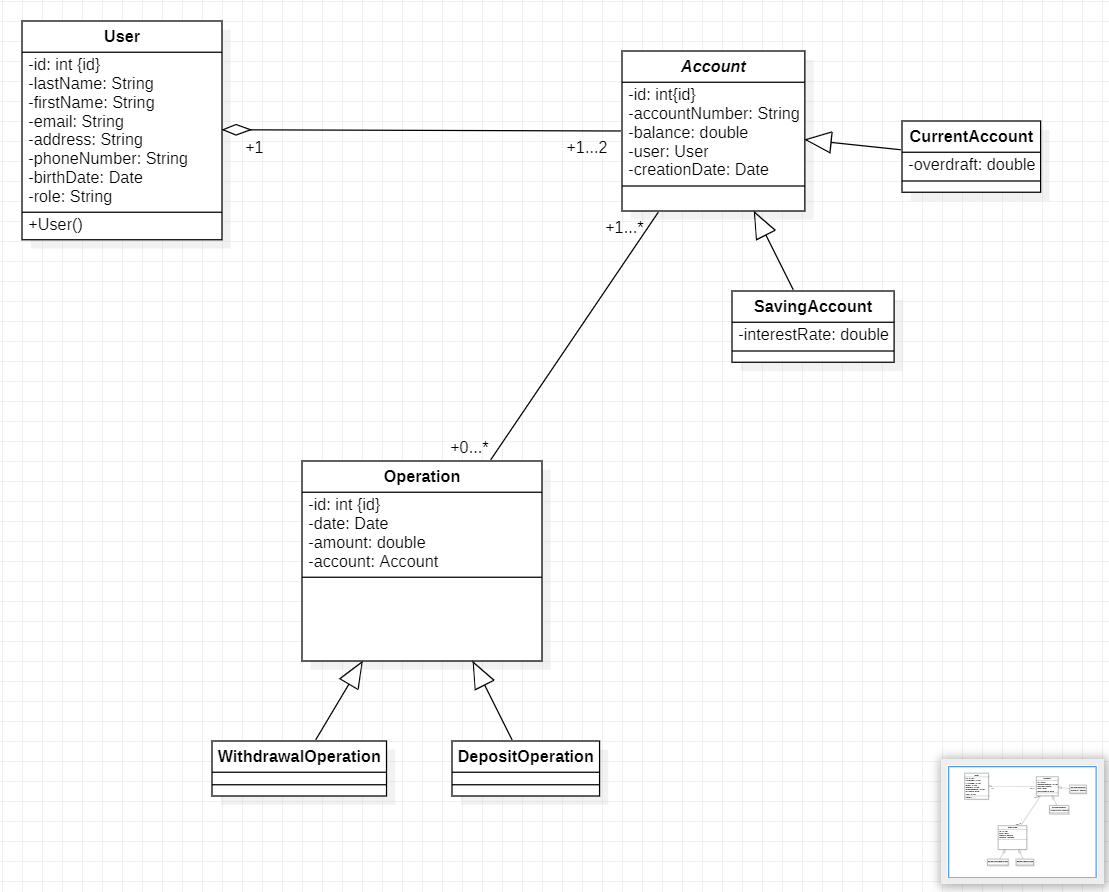 User
-id: int {id}
-lastName: String
-firstName: String
-email: String
-address: String
-phoneNumber: String
-birthDate: Date
-role: String
+User()
+1
+1...2
Account
-id: int{id}
-accountNumber: String
-balance: double
-user: User
-creationDate: Date
CurrentAccount
-overdraft: double
+1...*
SavingAccount
-interestRate: double
+0...*
Operation
-id: int {id}
-date: Date
-amount: double
-account: Account
WithdrawalOperation
DepositOperation